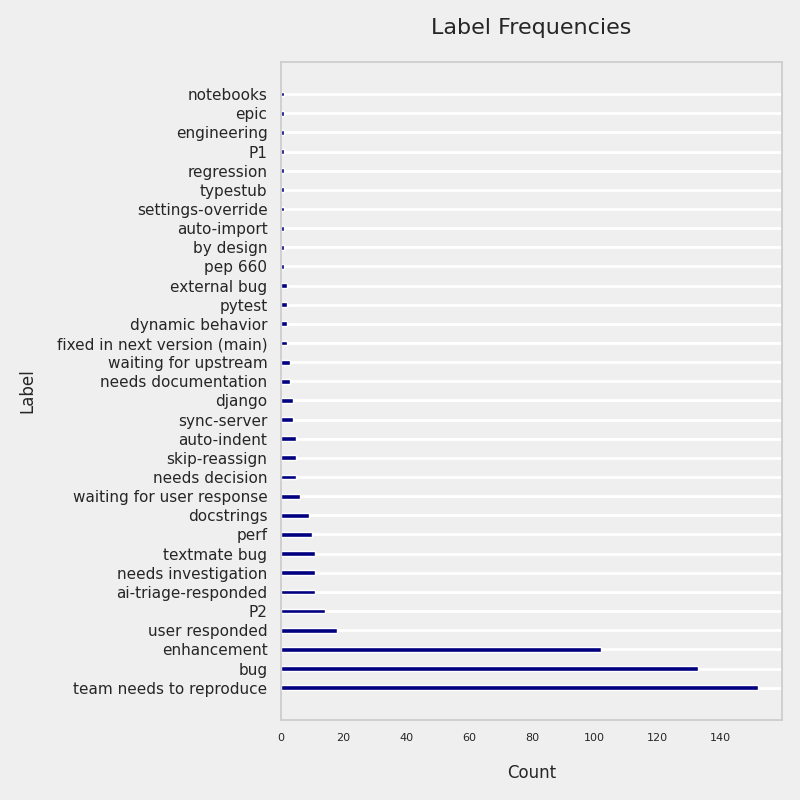 Label Frequencies
notebooks
epic
engineering
P1
regression
typestub
settings-override
auto-import
by design
pep 660
external bug
pytest
dynamic behavior
fixed in next version (main)
waiting for upstream
needs documentation
django
sync-server
auto-indent
skip-reassign
needs decision
waiting for user response
docstrings
perf
textmate bug
needs investigation
ai-triage-responded
P2
user responded
enhancement
bug
team needs to reproduce
Label
0 20 40 60 80 100 120 140
Count